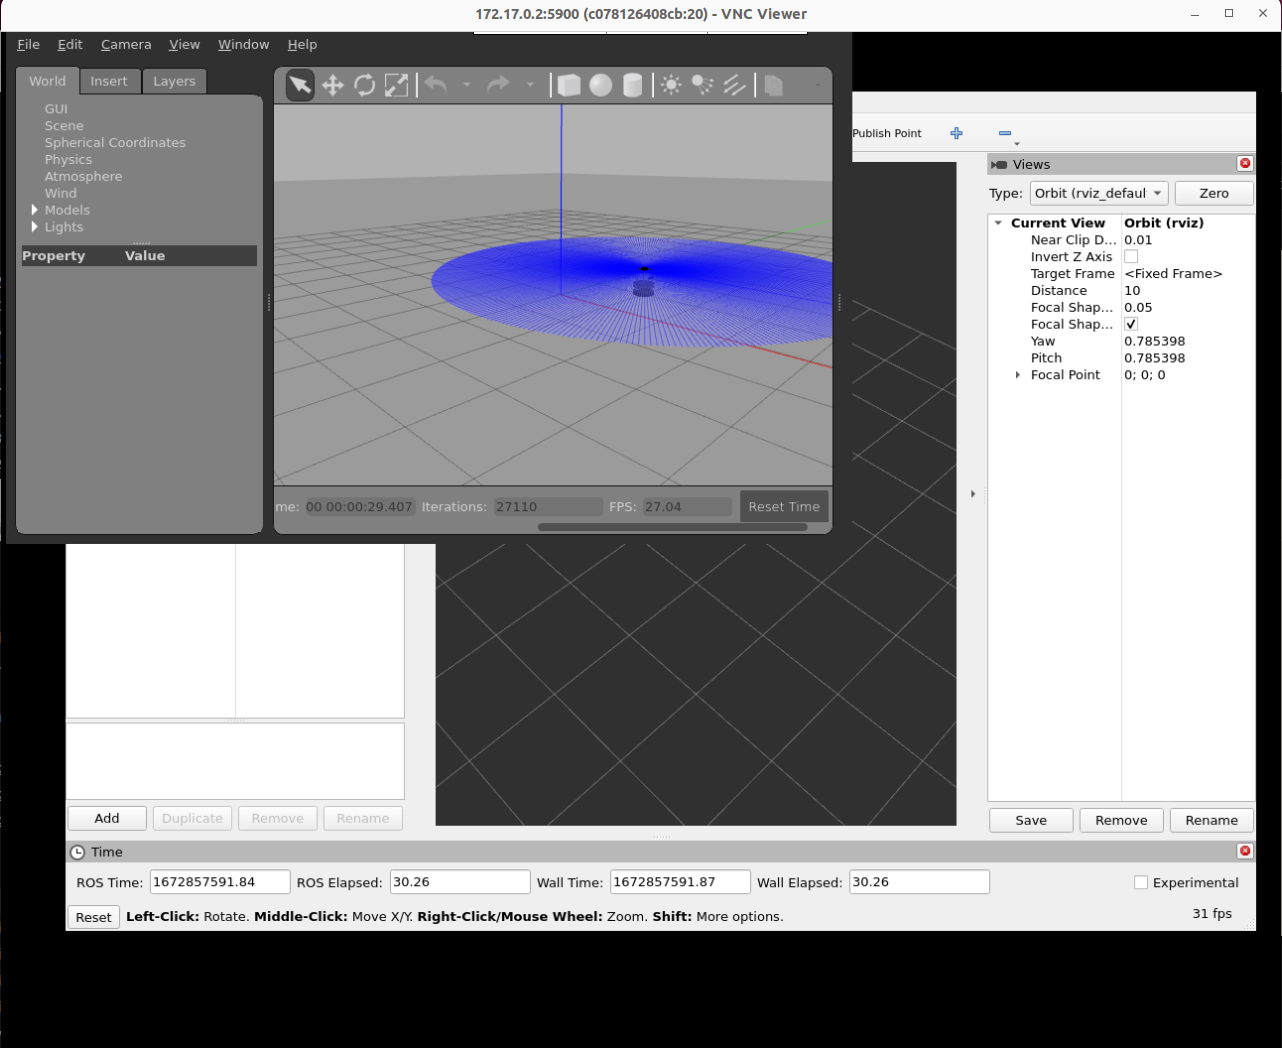 172.17.0.2:5900 (c078126408cb:20) - VNC Viewer
File Edit Camera View Window Help
World Insert Layers
GUI
Scene
Spherical Coordinates
Physics
Atmosphere
Wind
Models
Lights
Property Value
me: 00 00:00:29.407 Iterations: 27110 FPS: 27.04 Reset Time
Publish Point
Views
Type: Orbit (rviz_defaul Zero
Current View Orbit (rviz)
Near Clip D... 0.01
Invert Z Axis
Target Frame <Fixed Frame>
Distance 10
Focal Shap... 0.05
Focal Shap...
Yaw 0.785398
Pitch 0.785398
Focal Point 0; 0; 0
Add Duplicate Remove Rename
Save Remove Rename
Time
ROS Time: 1672857591.84 ROS Elapsed: 30.26 Wall Time: 1672857591.87 Wall Elapsed: 30.26 Experimental
Reset Left-Click: Rotate. Middle-Click: Move X/Y. Right-Click/Mouse Wheel: Zoom. Shift: More options. 31 fps